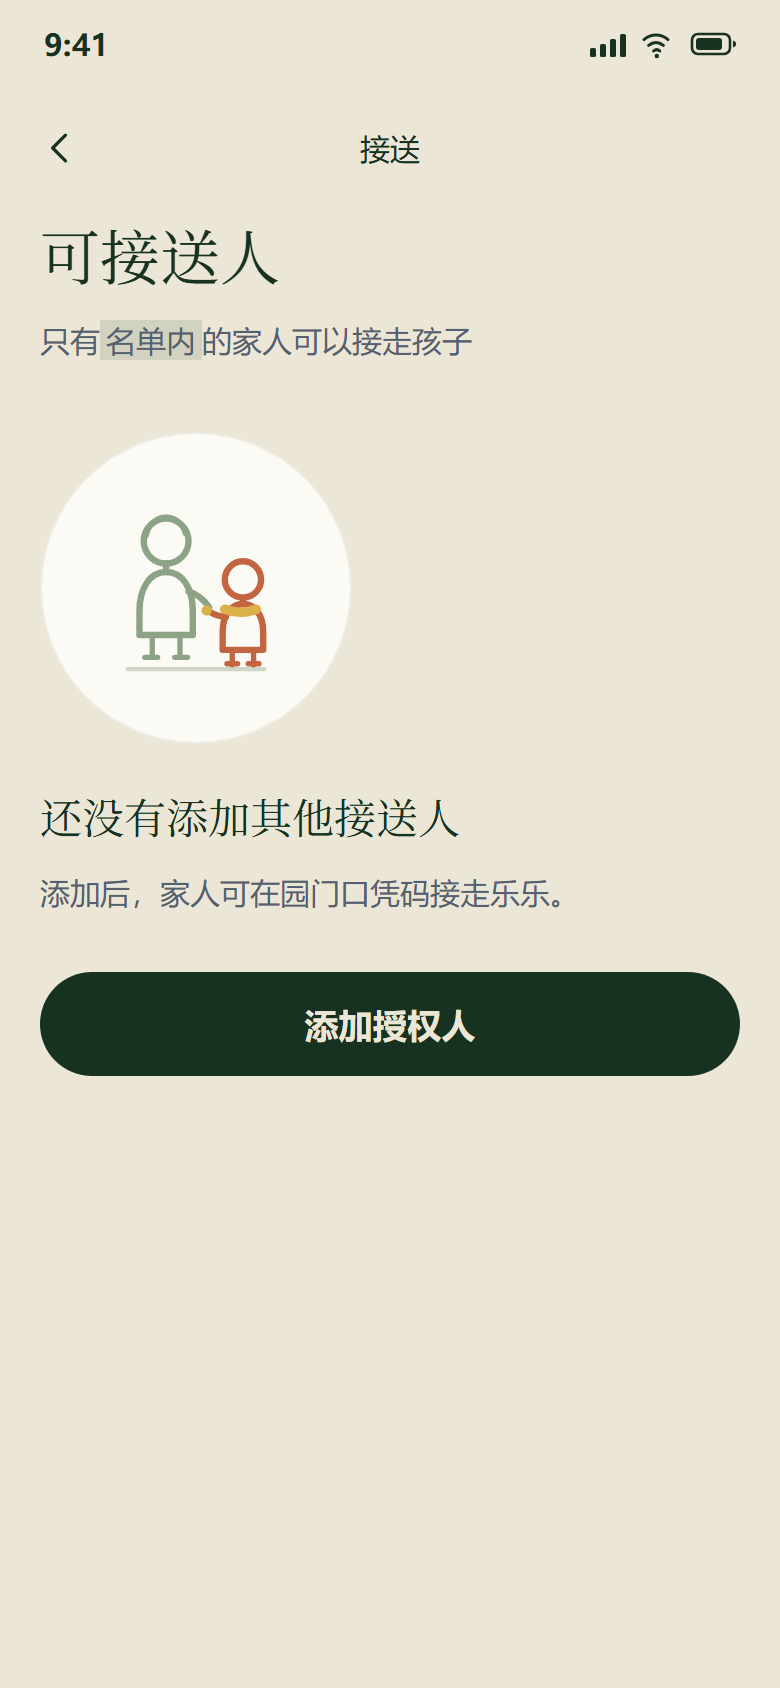 9:41
接送
可接送人
只有名单内的家人可以接走孩子
还没有添加其他接送人
添加后，家人可在园门口凭码接走乐乐。
添加授权人